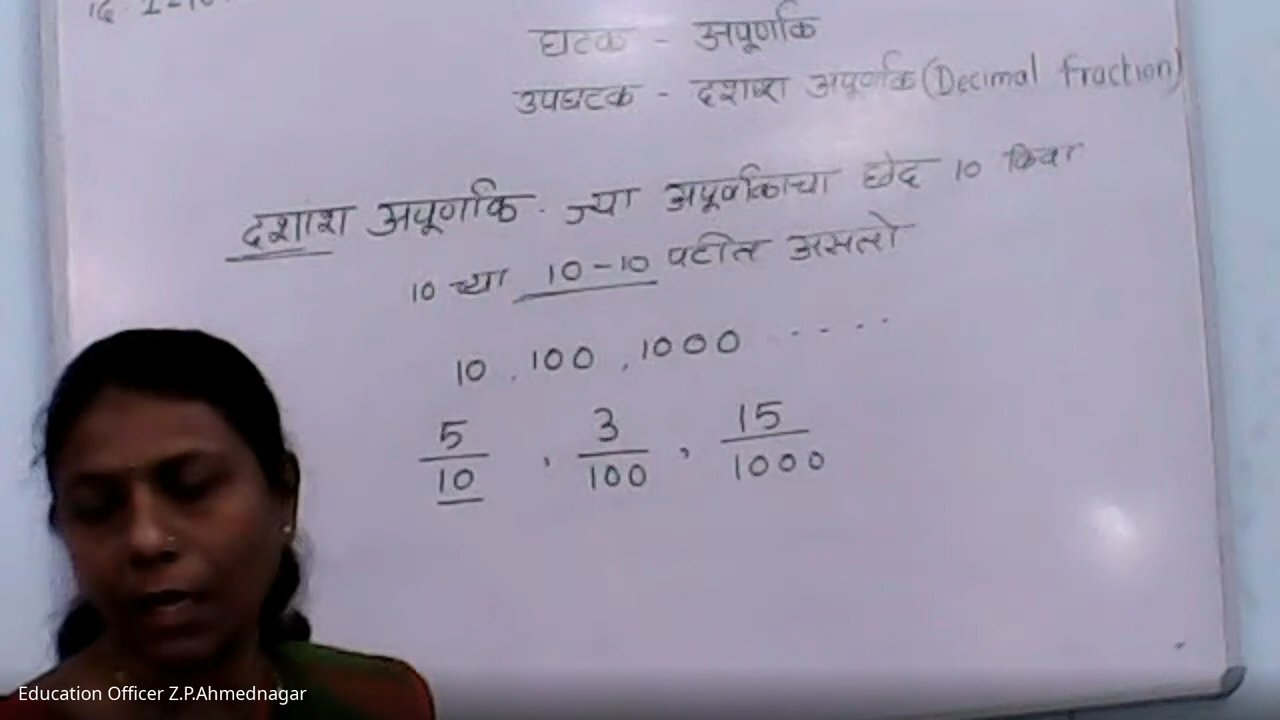 घटक - अपूर्णांक
उपघटक - दशांश अपूर्णांक (Decimal fraction)
दशांश अपूर्णांक - ज्या अपूर्णांकाचा छेद 10 किंवा
10 च्या 10-10 पटीत असतो
10, 100, 1000 ....
5/10, 3/100, 15/1000
Education Officer Z.P.Ahmednagar